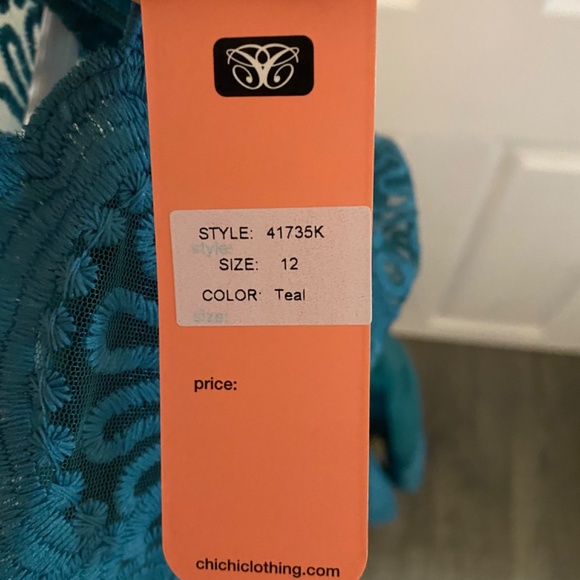 STYLE: 41735K
style:
SIZE: 12
COLOR: Teal
size:
price:
chichiclothing.com